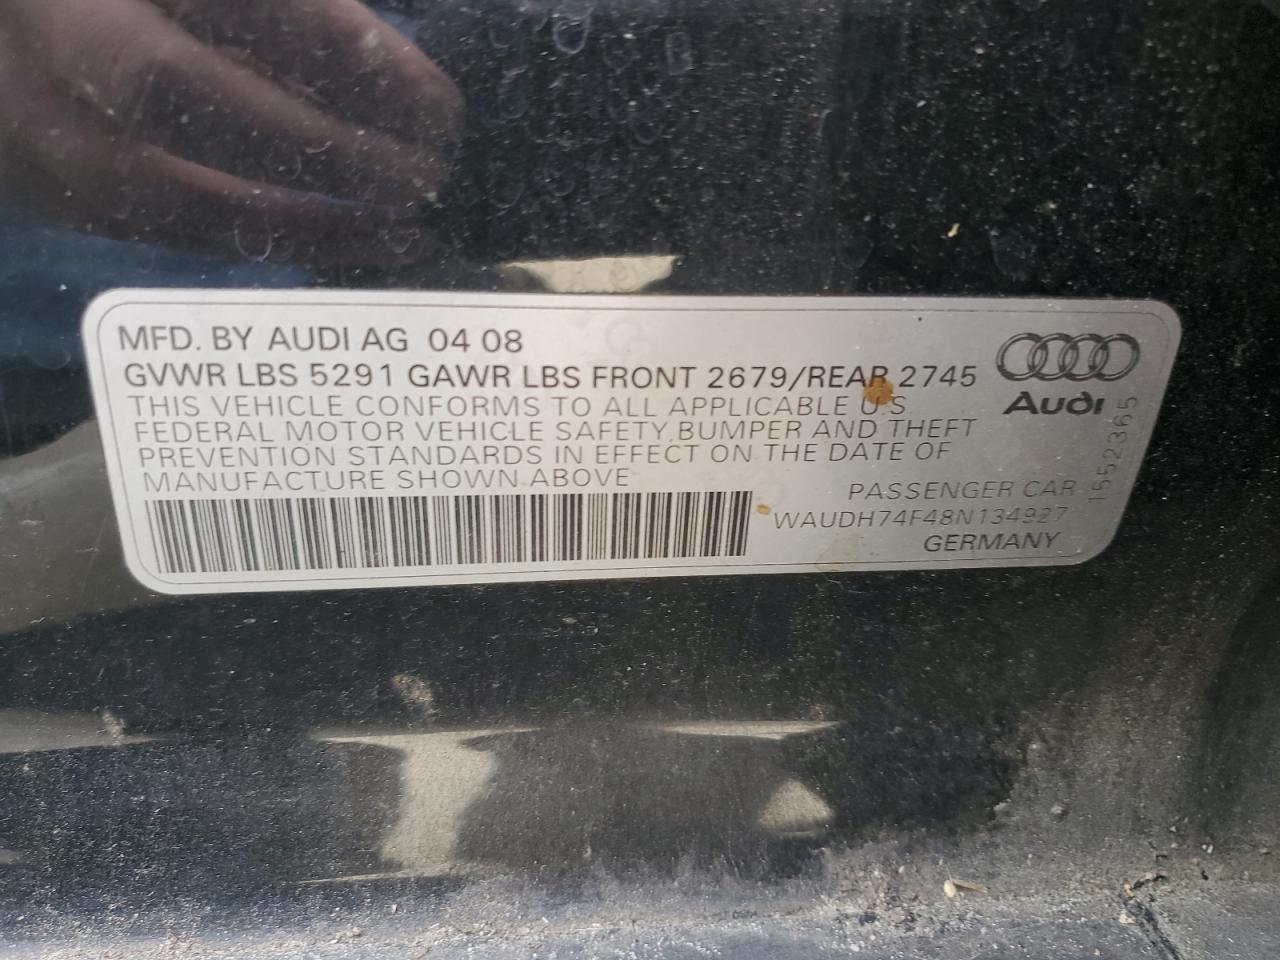 MFD. BY AUDI AG 04 08
GVWR LBS 5291 GAWR LBS FRONT 2679/REAR 2745
THIS VEHICLE CONFORMS TO ALL APPLICABLE U.S.
FEDERAL MOTOR VEHICLE SAFETY, BUMPER AND THEFT
PREVENTION STANDARDS IN EFFECT ON THE DATE OF
MANUFACTURE SHOWN ABOVE
PASSENGER CAR
WAUDH74F48N134927
GERMANY
Audi
1552365